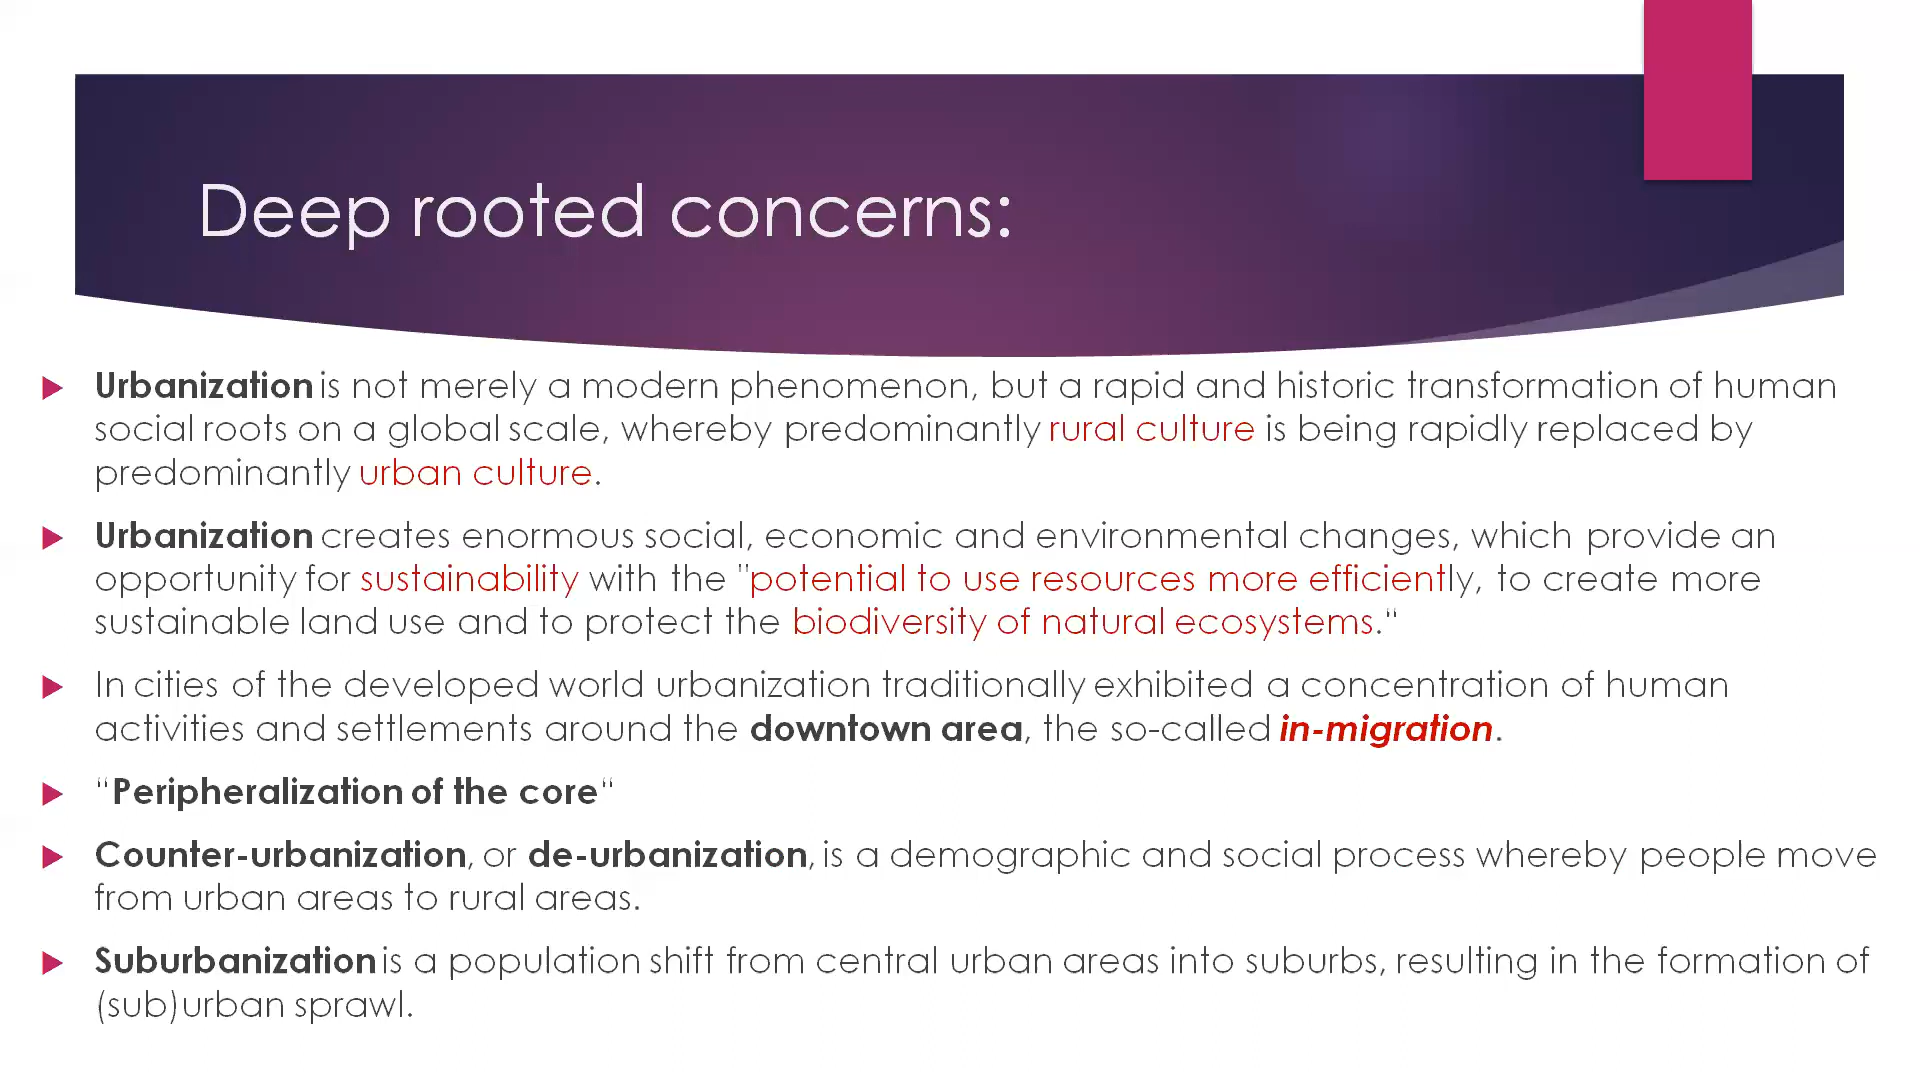 Deep rooted concerns:
Urbanization is not merely a modern phenomenon, but a rapid and historic transformation of human
social roots on a global scale, whereby predominantly rural culture is being rapidly replaced by
predominantly urban culture.
Urbanization creates enormous social, economic and environmental changes, which provide an
opportunity for sustainability with the "potential to use resources more efficiently, to create more
sustainable land use and to protect the biodiversity of natural ecosystems.“
In cities of the developed world urbanization traditionally exhibited a concentration of human
activities and settlements around the downtown area, the so-called in-migration.
“Peripheralization of the core“
Counter-urbanization, or de-urbanization, is a demographic and social process whereby people move
from urban areas to rural areas.
Suburbanization is a population shift from central urban areas into suburbs, resulting in the formation of
(sub)urban sprawl.